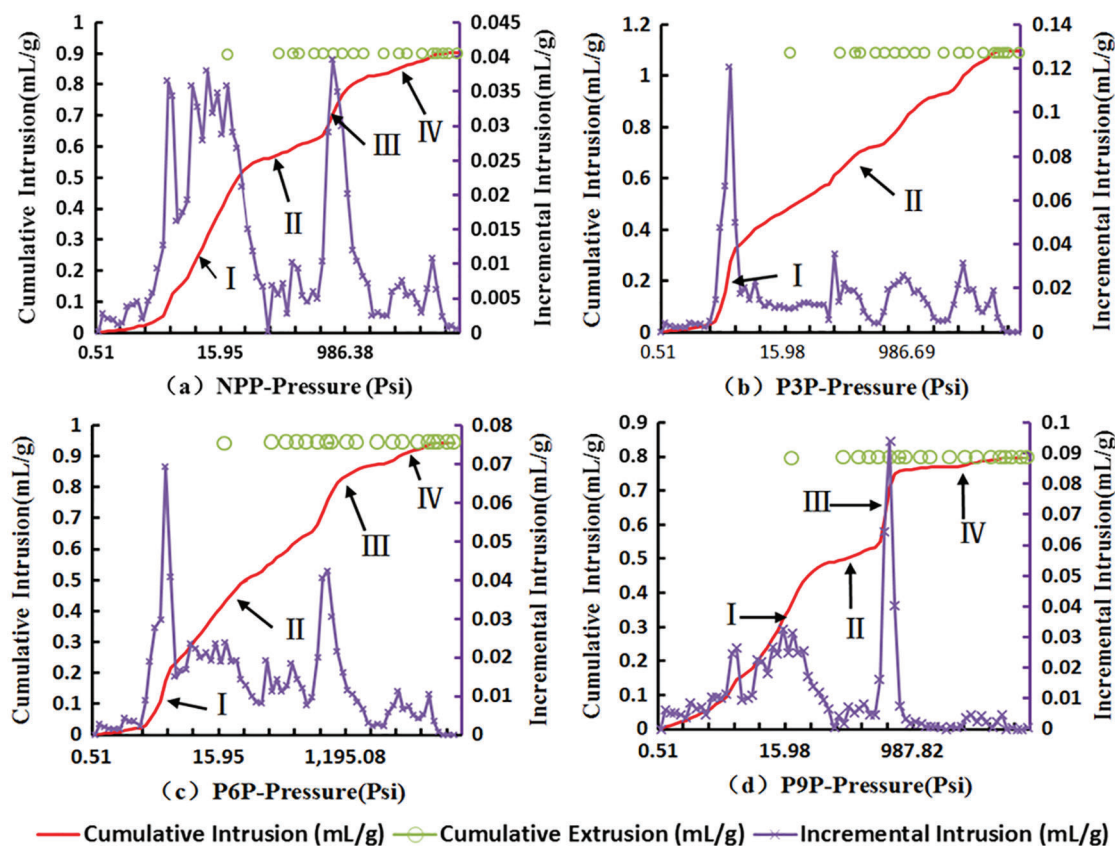 Cumulative Intrusion(mL/g)
1
0.9
0.8
0.7
0.6
0.5
0.4
0.3
0.2
0.1
0
0.51 15.95 986.38
0.045
0.04
0.035
0.03
0.025
0.02
0.015
0.01
0.005
0
Incremental Intrusion(mL/g)
I
II
III
IV
(a) NPP-Pressure (Psi)
Cumulative Intrusion(mL/g)
1.2
1
0.8
0.6
0.4
0.2
0
0.51 15.98 986.69
0.14
0.12
0.1
0.08
0.06
0.04
0.02
0
Incremental Intrusion(mL/g)
I
II
(b) P3P-Pressure (Psi)
Cumulative Intrusion(mL/g)
1
0.9
0.8
0.7
0.6
0.5
0.4
0.3
0.2
0.1
0
0.51 15.95 1,195.08
0.08
0.07
0.06
0.05
0.04
0.03
0.02
0.01
0
Incremental Intrusion(mL/g)
I
II
III
IV
(c) P6P-Pressure(Psi)
Cumulative Intrusion(mL/g)
0.9
0.8
0.7
0.6
0.5
0.4
0.3
0.2
0.1
0
0.51 15.98 987.82
0.1
0.09
0.08
0.07
0.06
0.05
0.04
0.03
0.02
0.01
0
Incremental Intrusion(mL/g)
I
II
III
IV
(d) P9P-Pressure(Psi)
Cumulative Intrusion (mL/g) Cumulative Extrusion (mL/g) Incremental Intrusion (mL/g)